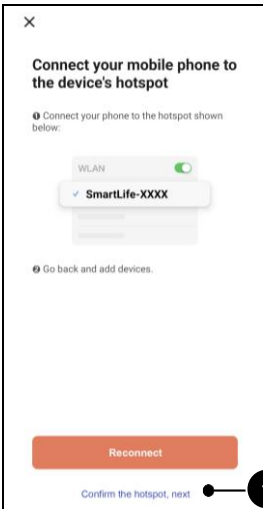 Connect your mobile phone to
the device's hotspot
❶ Connect your phone to the hotspot shown
below:
WLAN
✓ SmartLife-XXXX
❷ Go back and add devices.
Reconnect
Confirm the hotspot, next